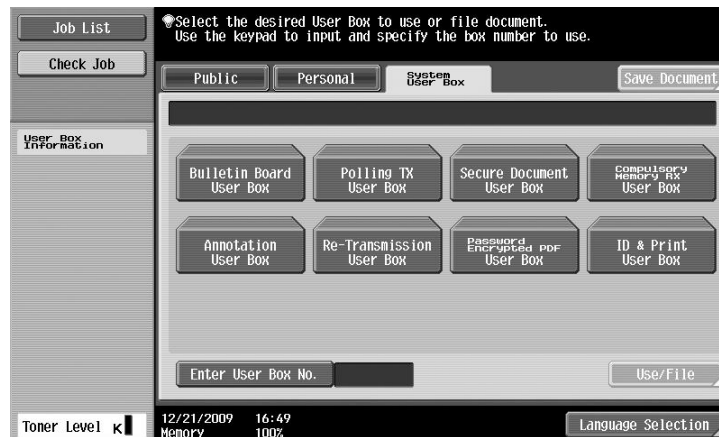 Job List
Check Job
Select the desired User Box to use or file document.
Use the keypad to input and specify the box number to use.
Public
Personal
System
User Box
Save Document
User Box
Information
Bulletin Board
User Box
Polling TX
User Box
Secure Document
User Box
Compulsory
Memory RX
User Box
Annotation
User Box
Re-Transmission
User Box
Password
Encrypted PDF
User Box
ID & Print
User Box
Enter User Box No.
Use/File
Toner Level K
12/21/2009 16:49
Memory 100%
Language Selection